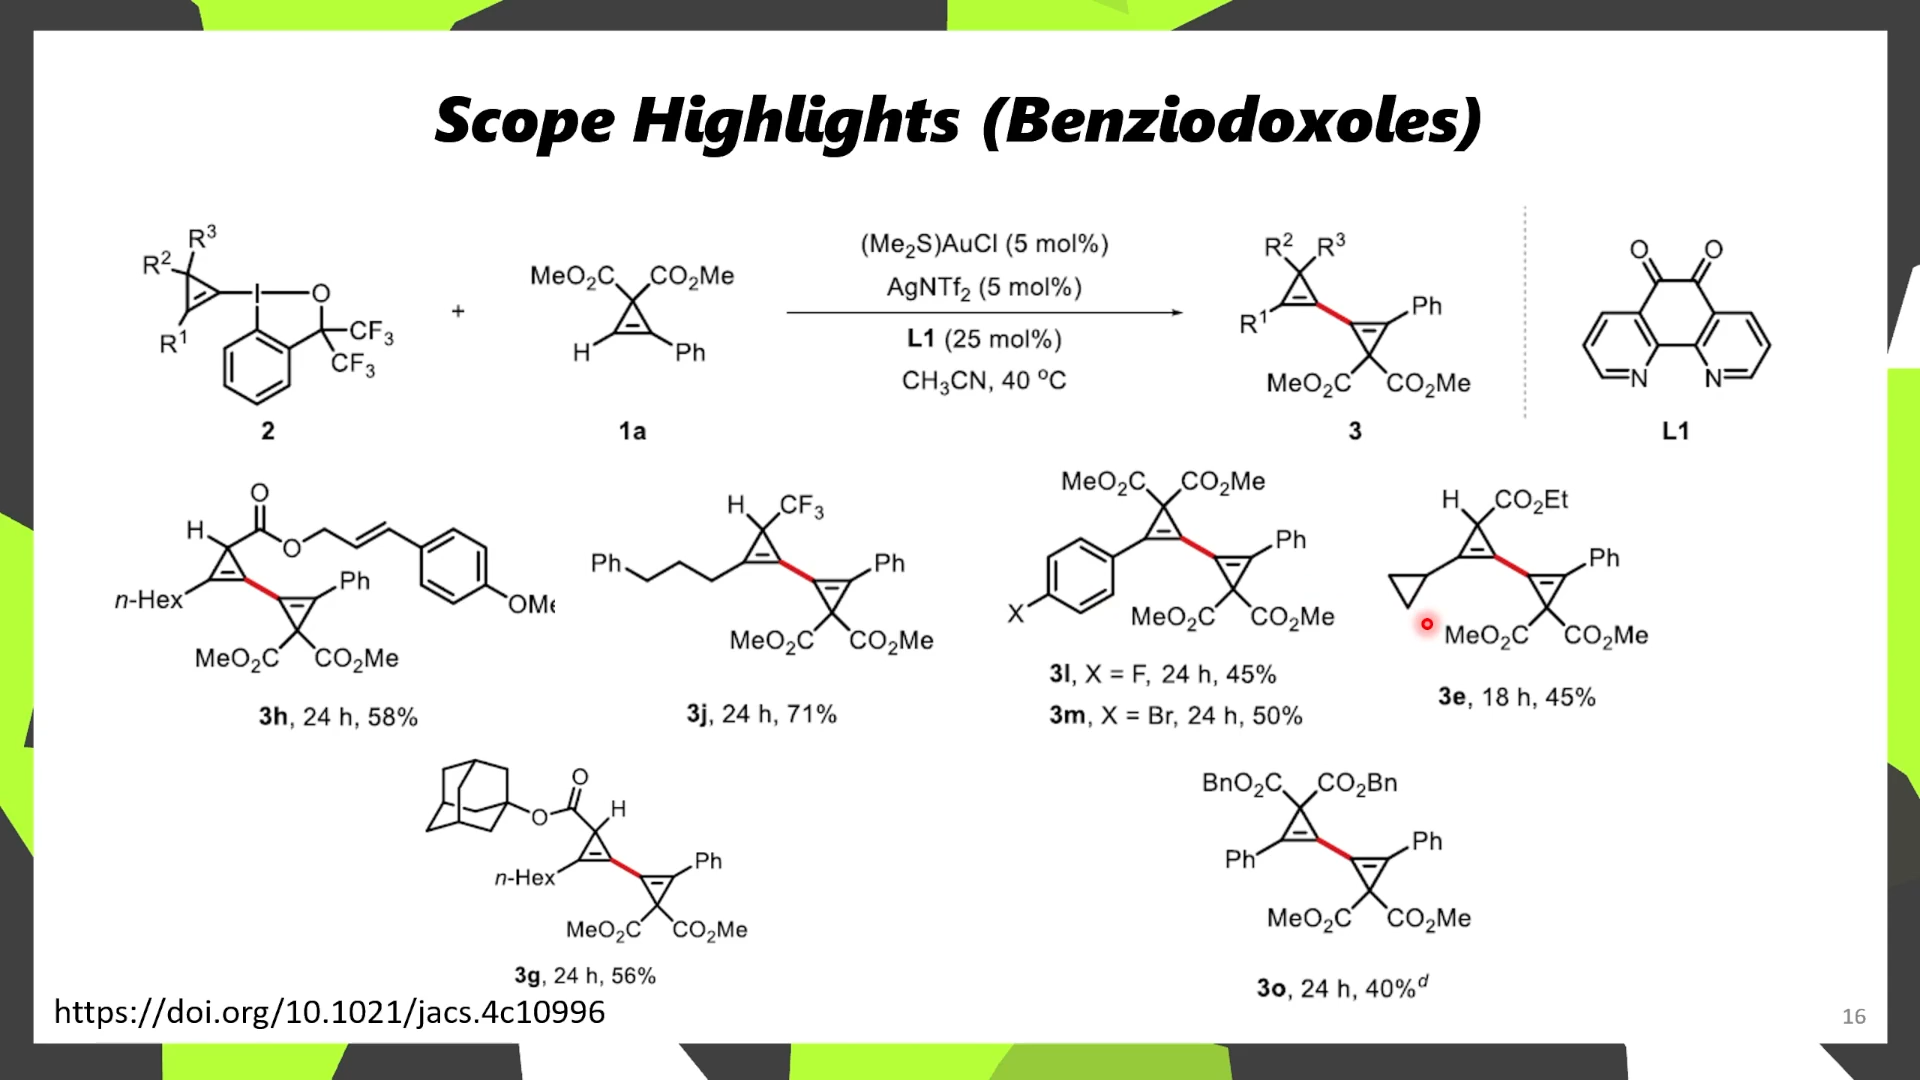 Scope Highlights (Benziodoxoles)
R³
R²
I
O
R¹
CF₃
CF₃
2
+
MeO₂C CO₂Me
H
Ph
1a
(Me₂S)AuCl (5 mol%)
AgNTf₂ (5 mol%)
L1 (25 mol%)
CH₃CN, 40 ºC
R² R³
R¹
Ph
MeO₂C CO₂Me
3
O O
N N
L1
O
H
O
n-Hex
Ph
OMe
MeO₂C CO₂Me
3h, 24 h, 58%
H CF₃
Ph
Ph
MeO₂C CO₂Me
3j, 24 h, 71%
MeO₂C CO₂Me
Ph
X
MeO₂C CO₂Me
3l, X = F, 24 h, 45%
3m, X = Br, 24 h, 50%
H CO₂Et
Ph
MeO₂C CO₂Me
3e, 18 h, 45%
O
O
H
n-Hex
Ph
MeO₂C CO₂Me
3g, 24 h, 56%
BnO₂C CO₂Bn
Ph
Ph
MeO₂C CO₂Me
3o, 24 h, 40%ᵈ
https://doi.org/10.1021/jacs.4c10996
16